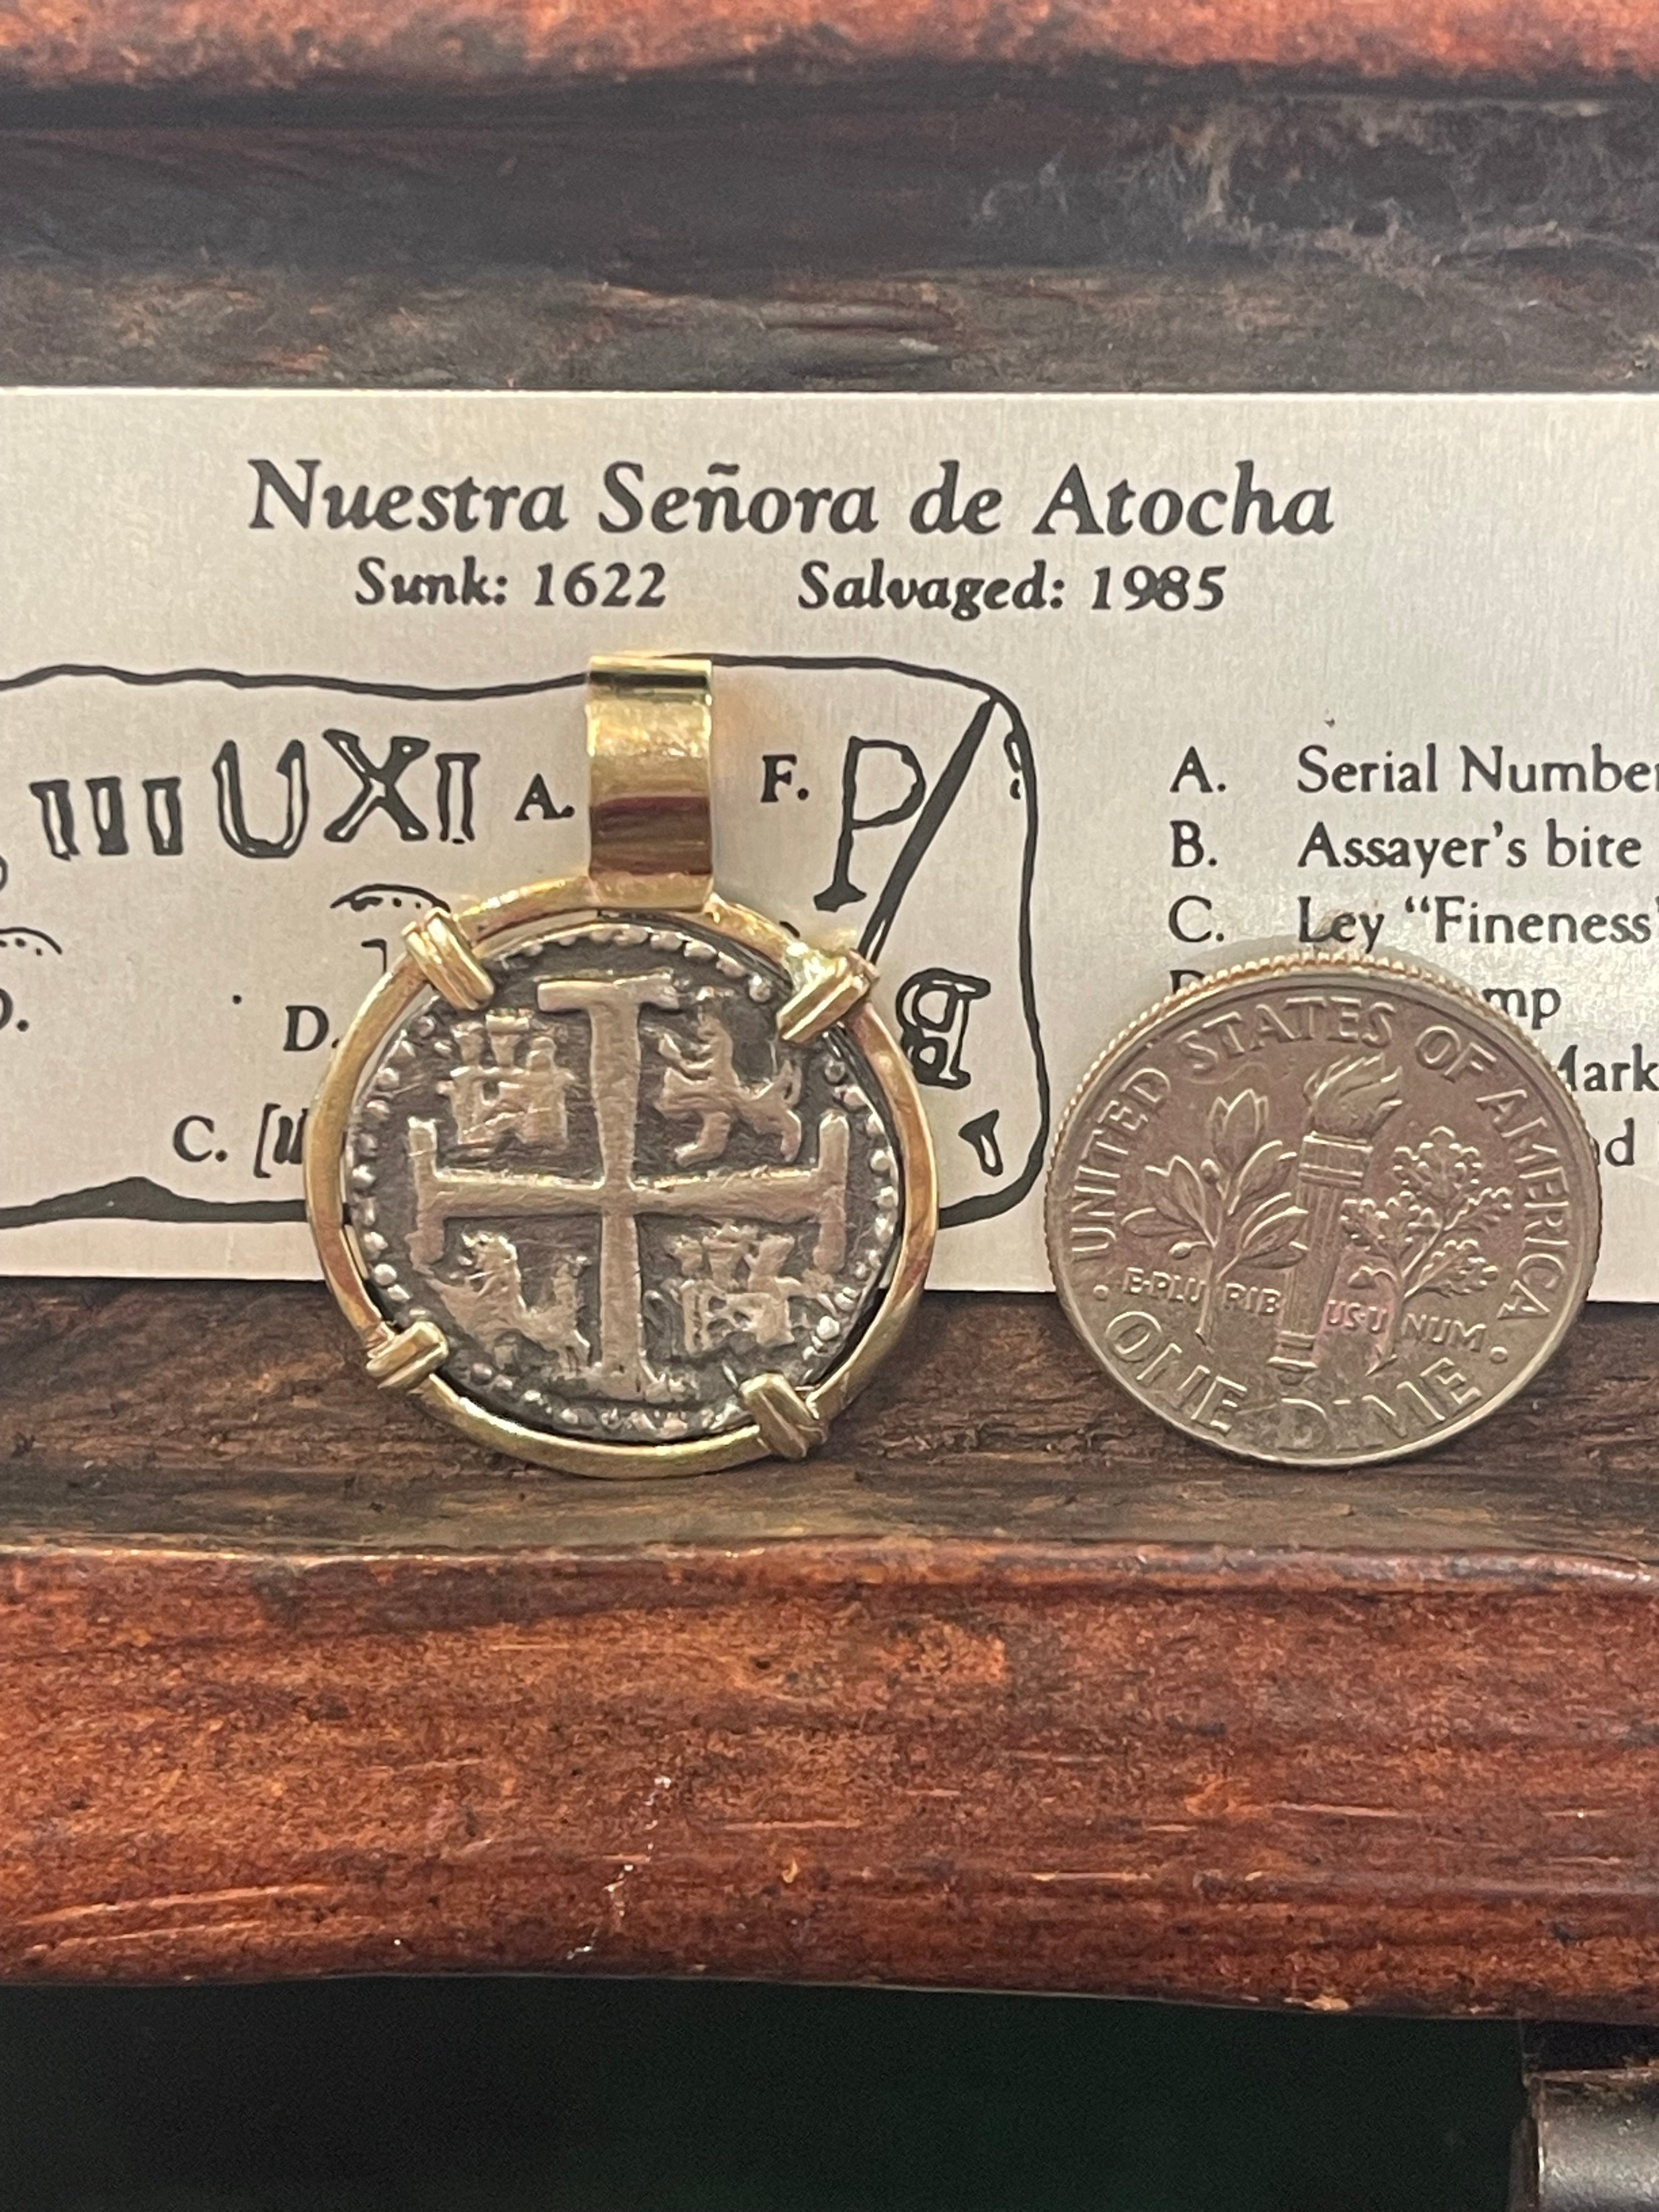 Nuestra Señora de Atocha
Sunk: 1622 Salvaged: 1985
IIIUXI A. F. P
D.
C.
A. Serial Number
B. Assayer's bite
C. Ley "Fineness"
UNITED STATES OF AMERICA
E·PLURIBUS·UNUM
ONE DIME